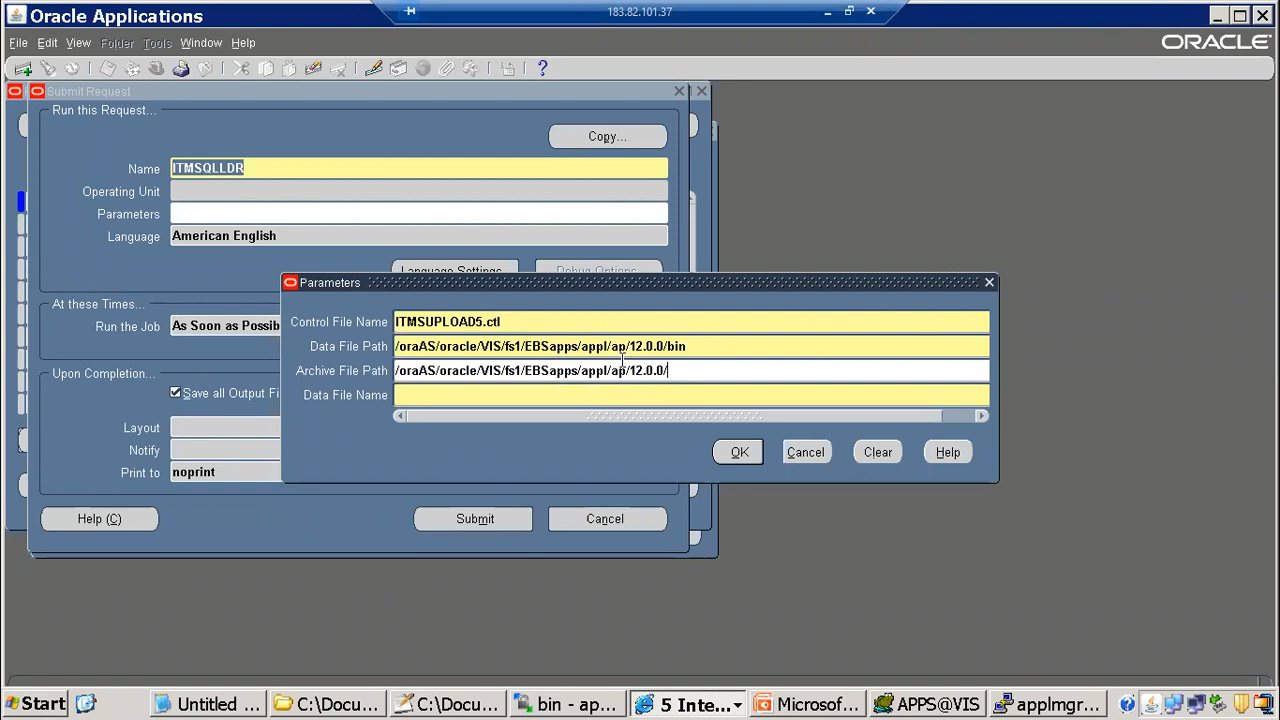 Oracle Applications
183.82.101.37
File Edit View Folder Tools Window Help
ORACLE
Submit Request
Run this Request...
Copy...
Name ITMSQLLDR
Operating Unit
Parameters
Language American English
Language Settings Debug Options
Parameters
At these Times...
Run the Job As Soon as Possib
Control File Name ITMSUPLOAD5.ctl
Data File Path /oraAS/oracle/VIS/fs1/EBSapps/appl/ap/12.0.0/bin
Archive File Path /oraAS/oracle/VIS/fs1/EBSapps/appl/ap/12.0.0/
Data File Name
Upon Completion...
Save all Output Fi
Layout
Notify
Print to noprint
OK Cancel Clear Help
Help (C) Submit Cancel
Start Untitled ... C:\Docu... C:\Docu... bin - ap... 5 Inte... Microsof... APPS@VIS applmgr...